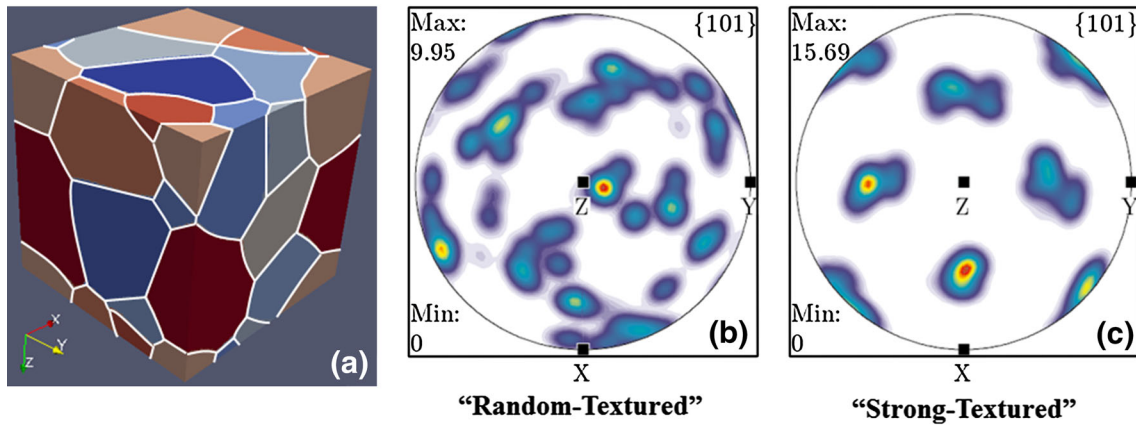 X
Y
Z
(a)
Max:
9.95
{101}
Z
Y
Min:
0
(b)
X
"Random-Textured"
Max:
15.69
{101}
Z
Y
Min:
0
(c)
X
"Strong-Textured"